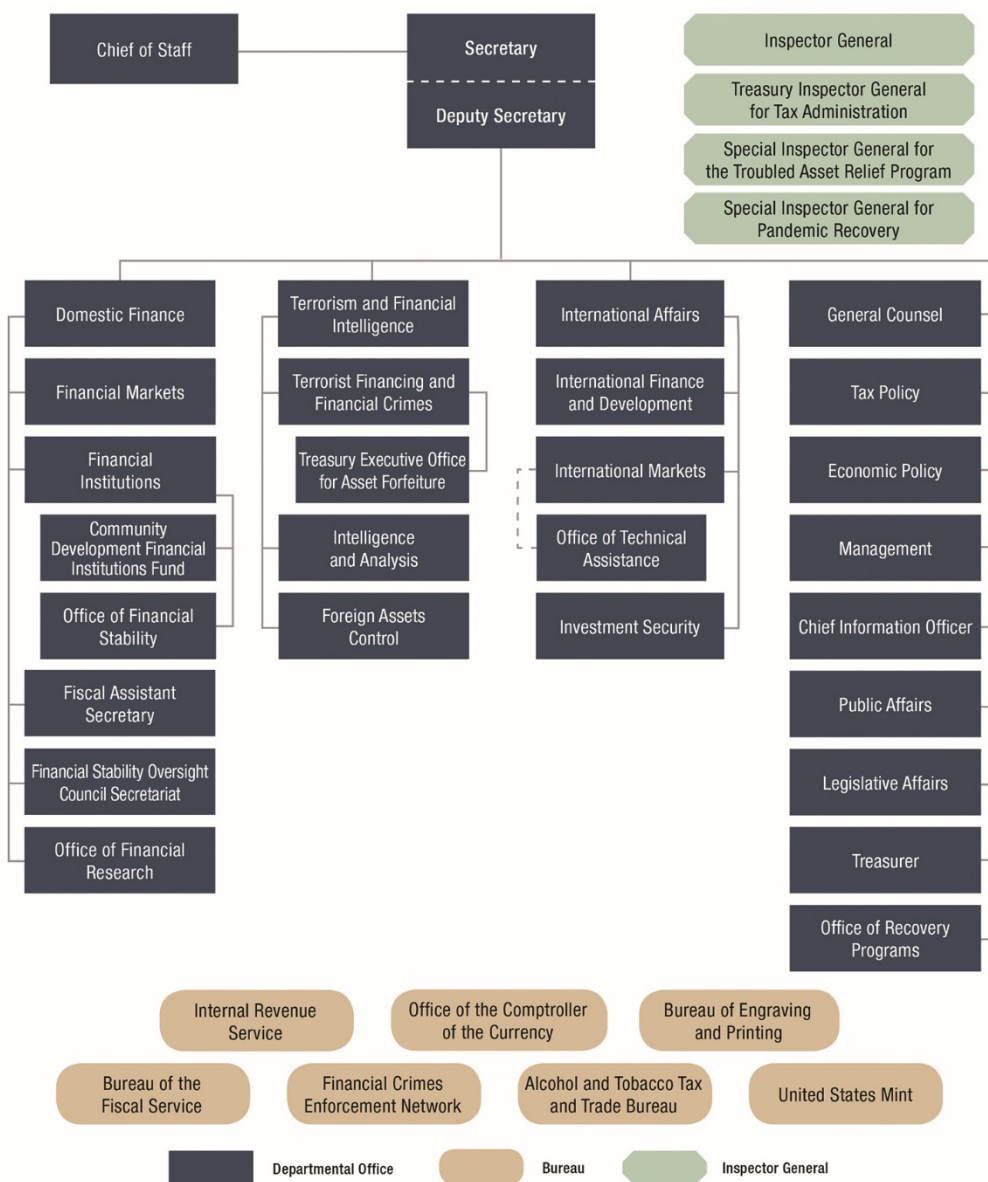 Chief of Staff
Secretary
Deputy Secretary
Inspector General
Treasury Inspector General
for Tax Administration
Special Inspector General for
the Troubled Asset Relief Program
Special Inspector General for
Pandemic Recovery
Domestic Finance
Financial Markets
Financial
Institutions
Community
Development Financial
Institutions Fund
Office of Financial
Stability
Fiscal Assistant
Secretary
Financial Stability Oversight
Council Secretariat
Office of Financial
Research
Terrorism and Financial
Intelligence
Terrorist Financing and
Financial Crimes
Treasury Executive Office
for Asset Forfeiture
Intelligence
and Analysis
Foreign Assets
Control
International Affairs
International Finance
and Development
International Markets
Office of Technical
Assistance
Investment Security
General Counsel
Tax Policy
Economic Policy
Management
Chief Information Officer
Public Affairs
Legislative Affairs
Treasurer
Office of Recovery
Programs
Internal Revenue
Service
Office of the Comptroller
of the Currency
Bureau of Engraving
and Printing
Bureau of the
Fiscal Service
Financial Crimes
Enforcement Network
Alcohol and Tobacco Tax
and Trade Bureau
United States Mint
Departmental Office
Bureau
Inspector General